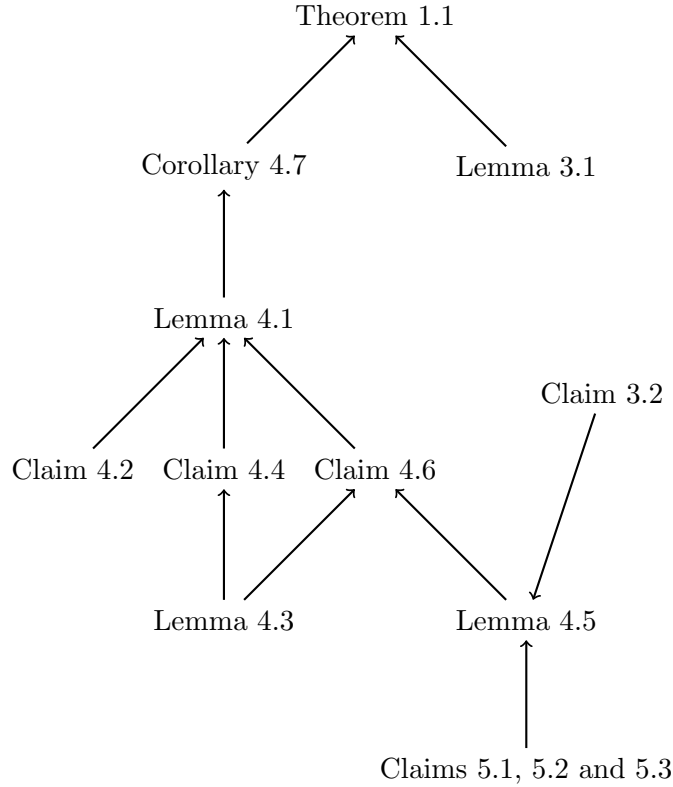 Theorem 1.1
Corollary 4.7
Lemma 3.1
Lemma 4.1
Claim 3.2
Claim 4.2
Claim 4.4
Claim 4.6
Lemma 4.3
Lemma 4.5
Claims 5.1, 5.2 and 5.3